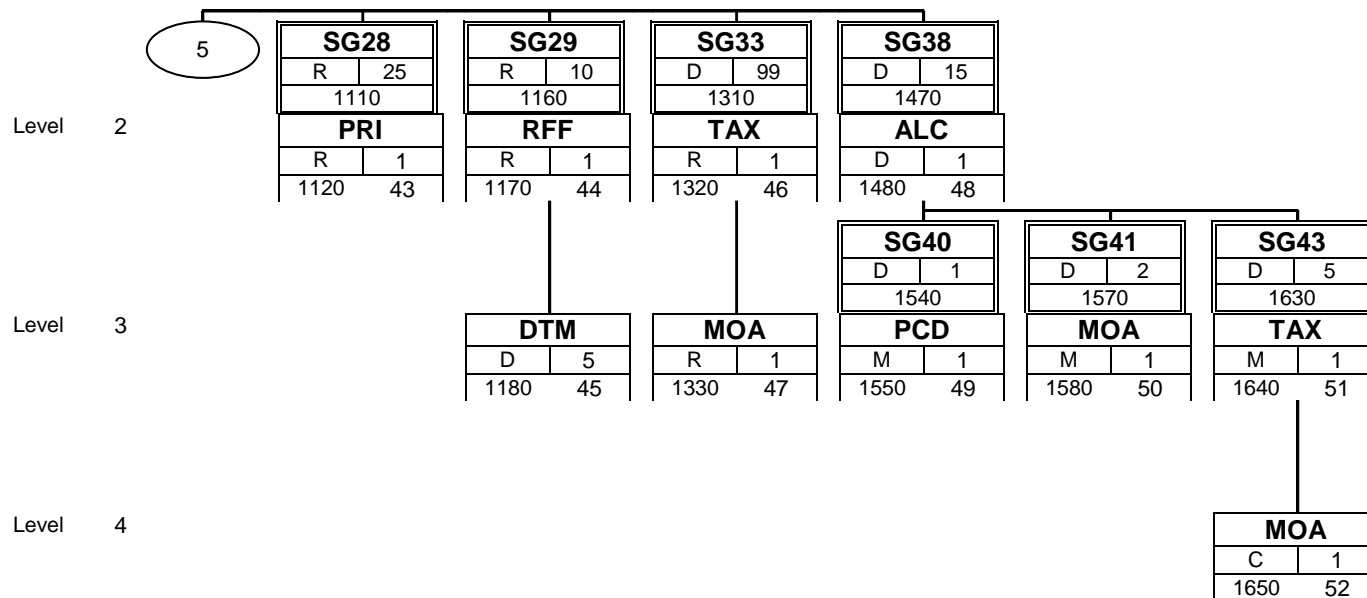 5
SG28 SG29 SG33 SG38
R 25 R 10 D 99 D 15
1110 1160 1310 1470
Level 2 PRI RFF TAX ALC
R 1 R 1 R 1 D 1
1120 43 1170 44 1320 46 1480 48
SG40 SG41 SG43
D 1 D 2 D 5
1540 1570 1630
Level 3 DTM MOA PCD MOA TAX
D 5 R 1 M 1 M 1 M 1
1180 45 1330 47 1550 49 1580 50 1640 51
Level 4 MOA
C 1
1650 52